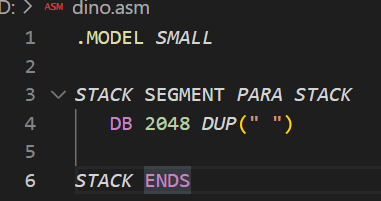 D: > ASM dino.asm
1 .MODEL SMALL
2
3 STACK SEGMENT PARA STACK
4 DB 2048 DUP(" ")
5
6 STACK ENDS